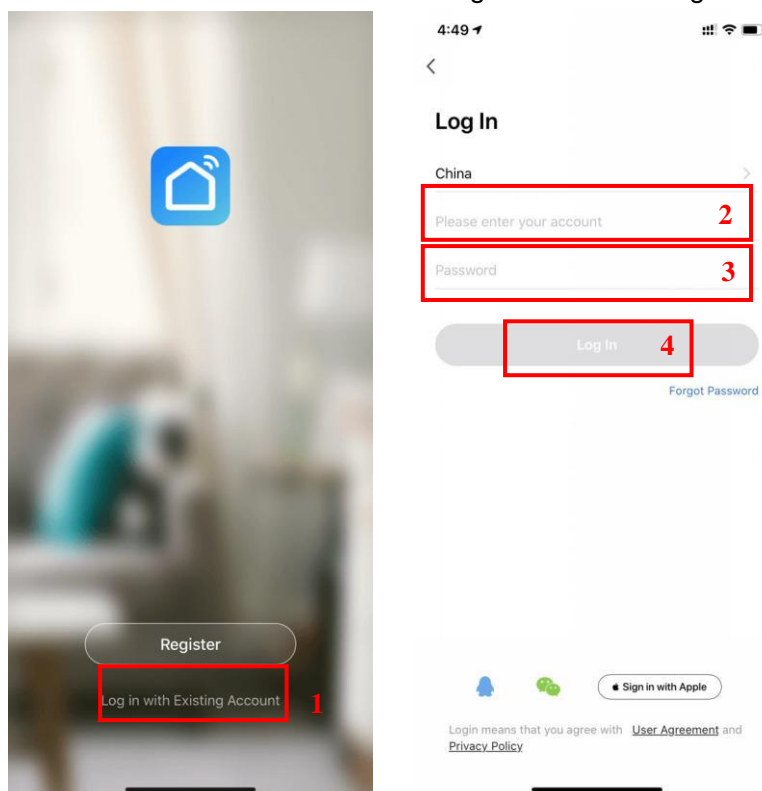 Register
Log in with Existing Account
1
4:49
Log In
China
Please enter your account
2
Password
3
Log In
4
Forgot Password
Sign in with Apple
Login means that you agree with User Agreement and
Privacy Policy